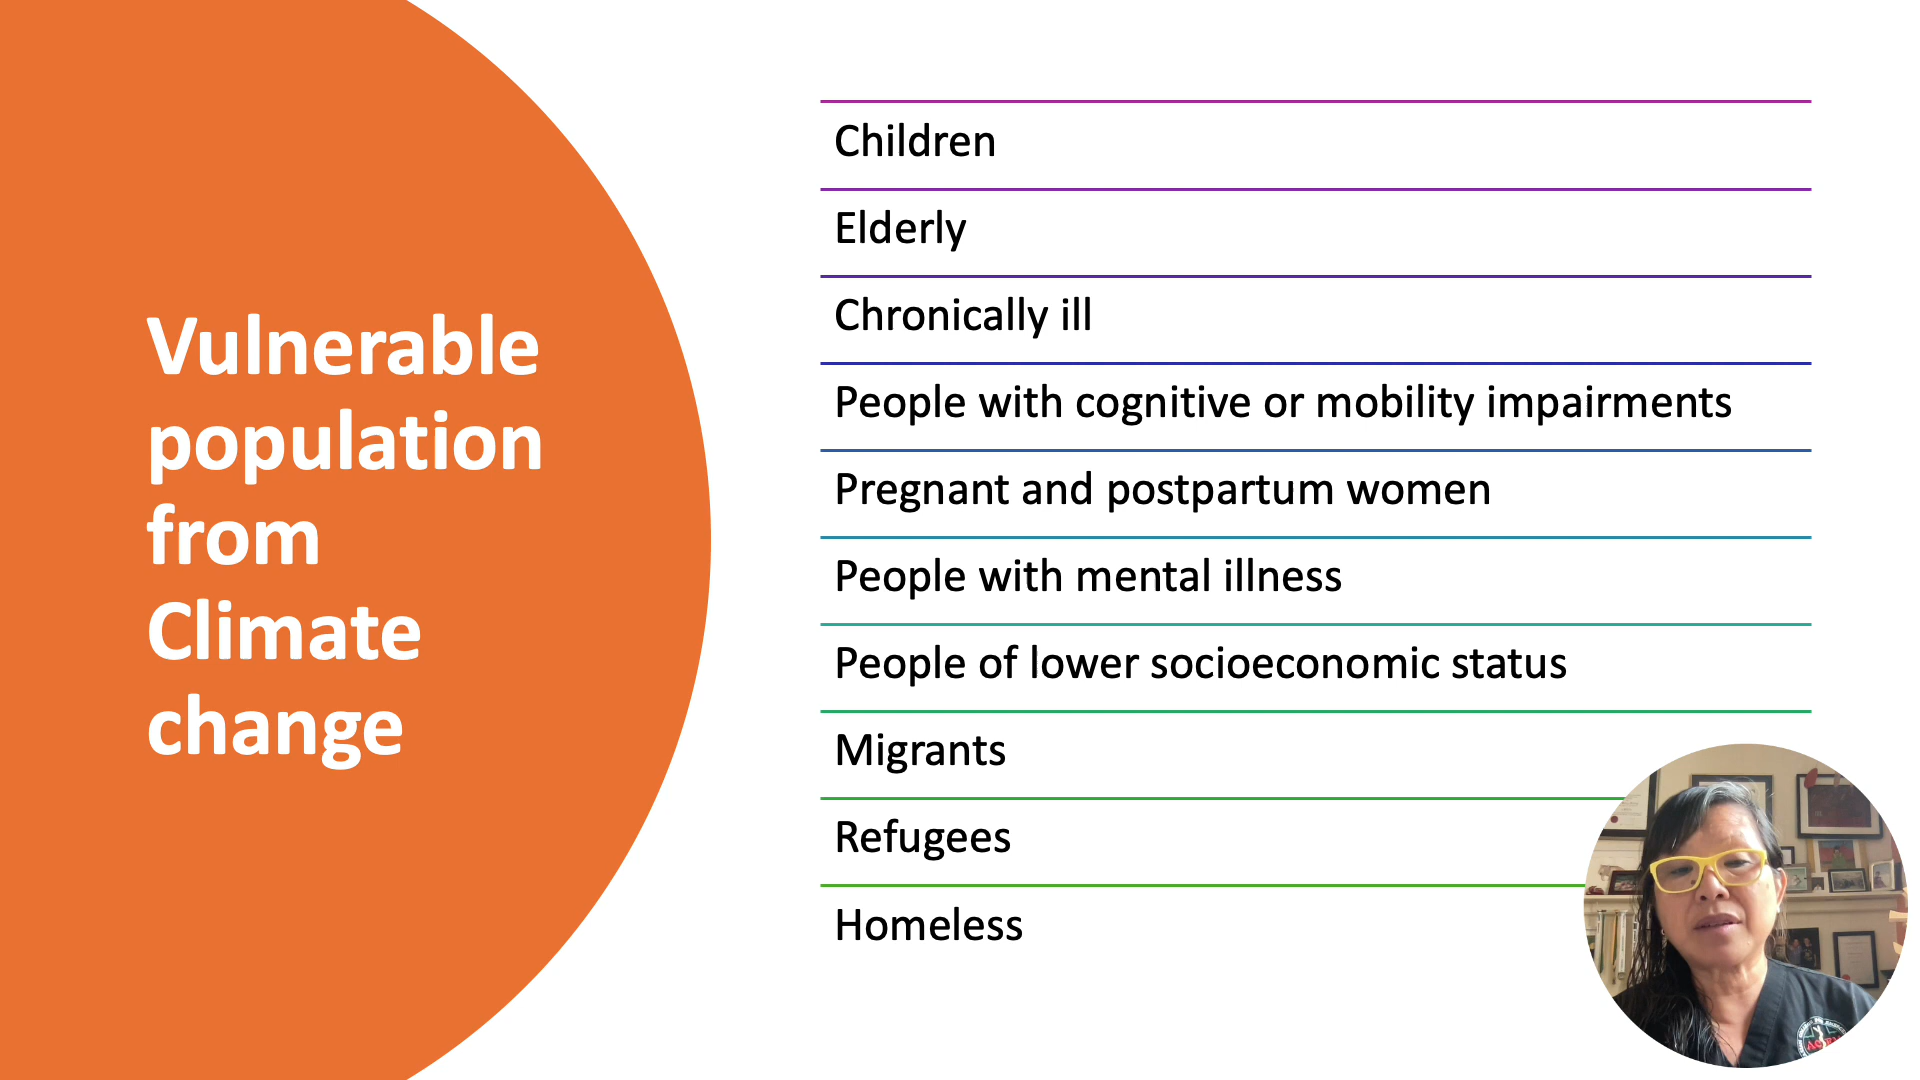 Vulnerable
population
from
Climate
change
Children
Elderly
Chronically ill
People with cognitive or mobility impairments
Pregnant and postpartum women
People with mental illness
People of lower socioeconomic status
Migrants
Refugees
Homeless